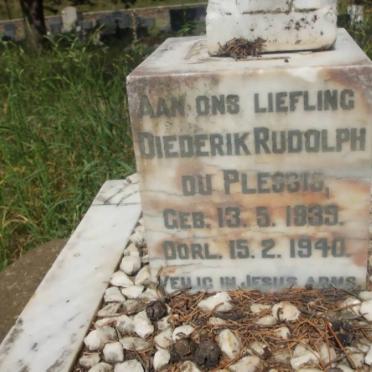 AAN ONS LIEFLING
DIEDERIK RUDOLPH
DU PLESSIS,
GEB. 13. 5. 1939.
OORL. 15. 2. 1940.
VEILIG IN JESUS ARMS